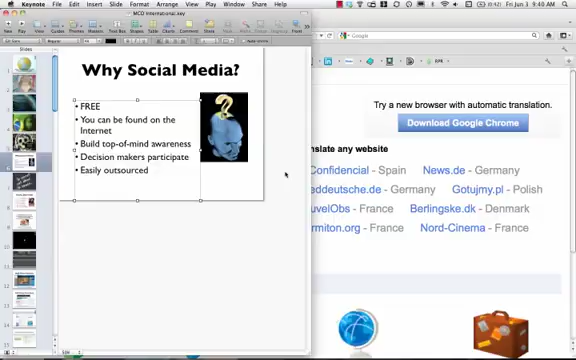 Keynote File Edit Insert Slide Format Arrange View Play Window Share Help
(0:42) Fri Jun 3 9:40 AM
MCD International.key
Slides
Google
Why Social Media?
• FREE
• You can be found on the
Internet
• Build top-of-mind awareness
• Decision makers participate
• Easily outsourced
Try a new browser with automatic translation.
Download Google Chrome
nslate any website
Confidencial - Spain
News.de - Germany
eddeutsche.de - Germany
Gotujmy.pl - Polish
uvelObs - France
Berlingske.dk - Denmark
rmiton.org - France
Nord-Cinema - France